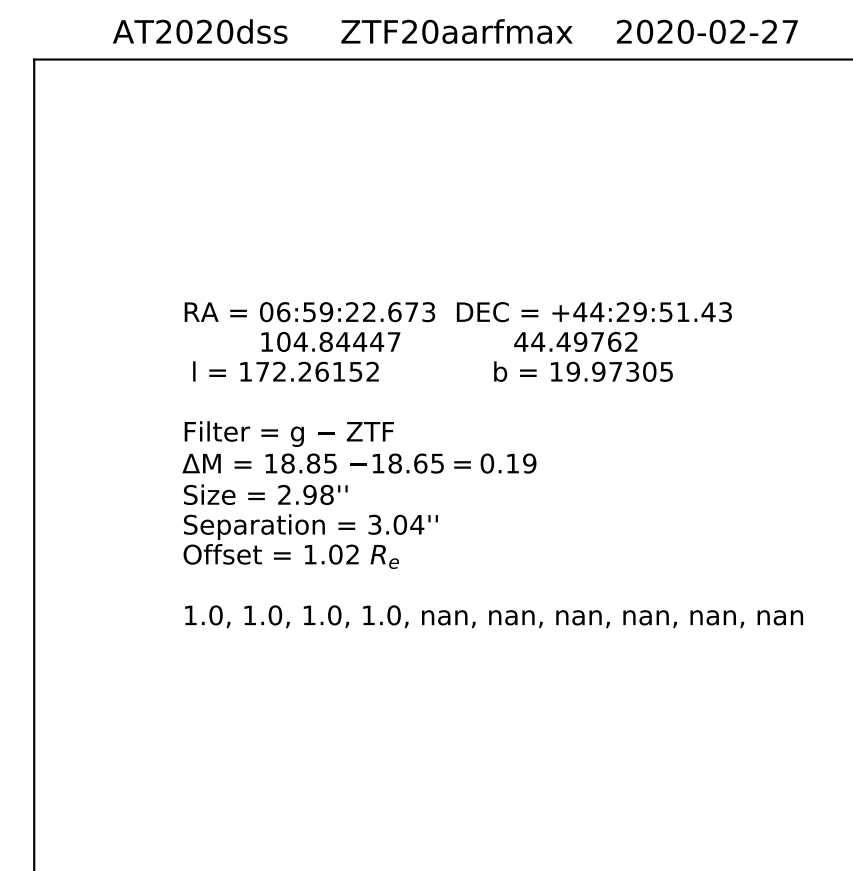 AT2020dss ZTF20aarfmax 2020-02-27
RA = 06:59:22.673 DEC = +44:29:51.43
104.84447 44.49762
l = 172.26152 b = 19.97305
Filter = g − ZTF
ΔM = 18.85 −18.65 = 0.19
Size = 2.98''
Separation = 3.04''
Offset = 1.02 Rₑ
1.0, 1.0, 1.0, 1.0, nan, nan, nan, nan, nan, nan